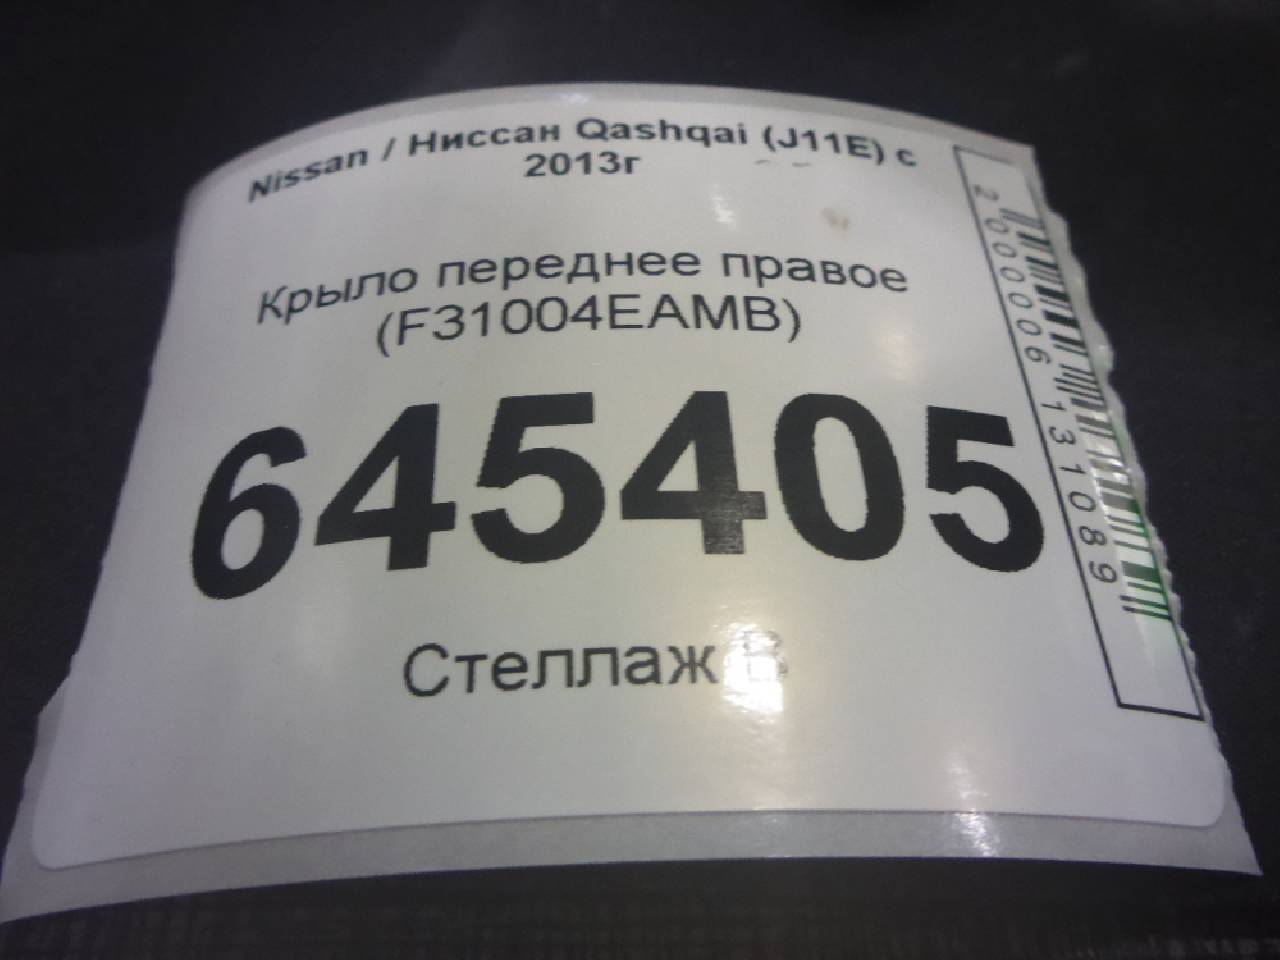 Nissan / Ниссан Qashqai (J11E) с
2013г
Крыло переднее правое
(F31004EAMB)
645405
Стеллаж В
2000006131089